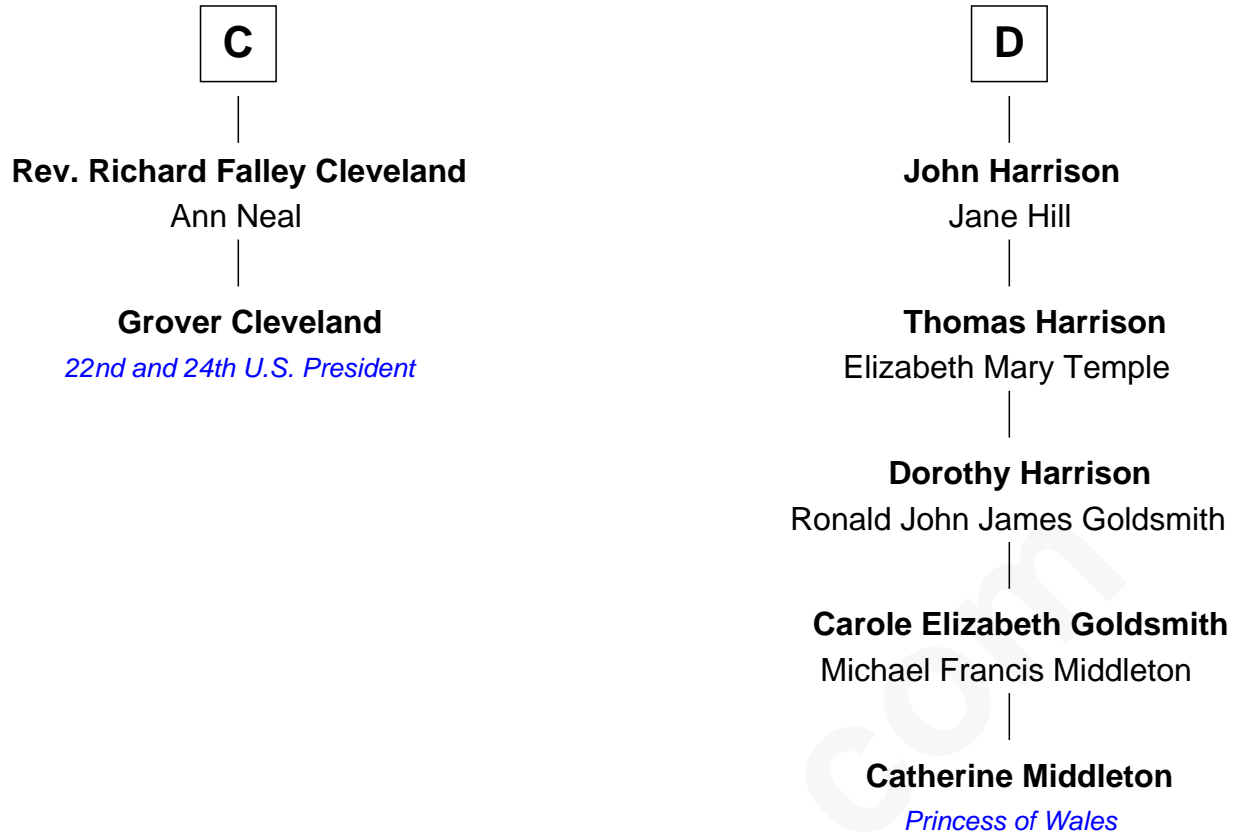 C
Rev. Richard Falley Cleveland
Ann Neal
Grover Cleveland
22nd and 24th U.S. President
D
John Harrison
Jane Hill
Thomas Harrison
Elizabeth Mary Temple
Dorothy Harrison
Ronald John James Goldsmith
Carole Elizabeth Goldsmith
Michael Francis Middleton
Catherine Middleton
Princess of Wales
com